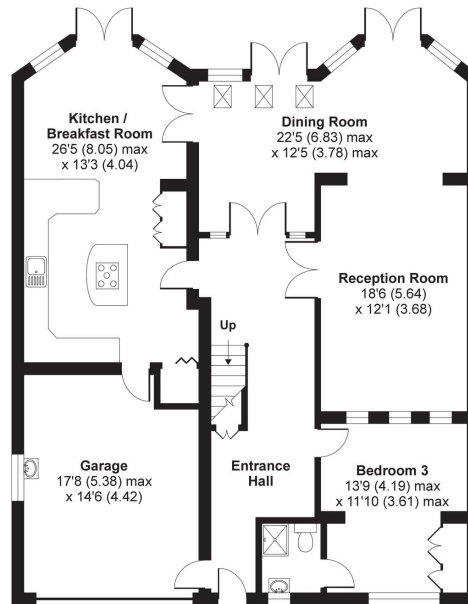 Kitchen /
Breakfast Room
26'5 (8.05) max
x 13'3 (4.04)
Dining Room
22'5 (6.83) max
x 12'5 (3.78) max
Reception Room
18'6 (5.64)
x 12'1 (3.68)
Up
Garage
17'8 (5.38) max
x 14'6 (4.42)
Entrance
Hall
Bedroom 3
13'9 (4.19) max
x 11'10 (3.61) max